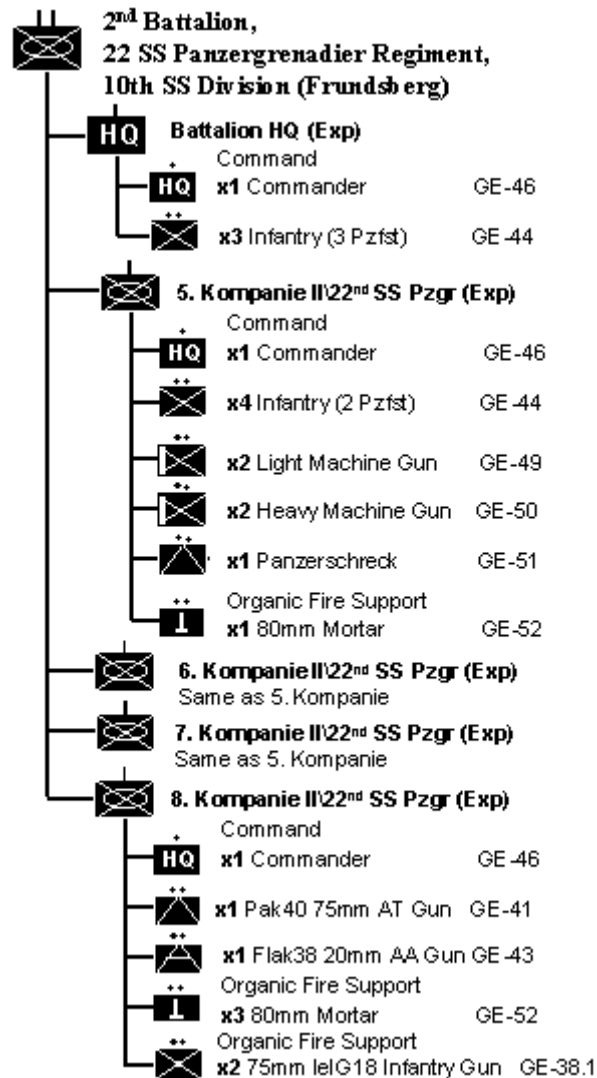 2nd Battalion,
22 SS Panzergrenadier Regiment,
10th SS Division (Frundsberg)
HQ Battalion HQ (Exp)
Command
HQ x1 Commander GE-46
x3 Infantry (3 Pzfst) GE-44
5. Kompanie II\22nd SS Pzgr (Exp)
Command
HQ x1 Commander GE-46
x4 Infantry (2 Pzfst) GE-44
x2 Light Machine Gun GE-49
x2 Heavy Machine Gun GE-50
x1 Panzerschreck GE-51
Organic Fire Support
x1 80mm Mortar GE-52
6. Kompanie II\22nd SS Pzgr (Exp)
Same as 5. Kompanie
7. Kompanie II\22nd SS Pzgr (Exp)
Same as 5. Kompanie
8. Kompanie II\22nd SS Pzgr (Exp)
Command
HQ x1 Commander GE-46
x1 Pak40 75mm AT Gun GE-41
x1 Flak38 20mm AA Gun GE-43
Organic Fire Support
x3 80mm Mortar GE-52
Organic Fire Support
x2 75mm leIG18 Infantry Gun GE-38.1